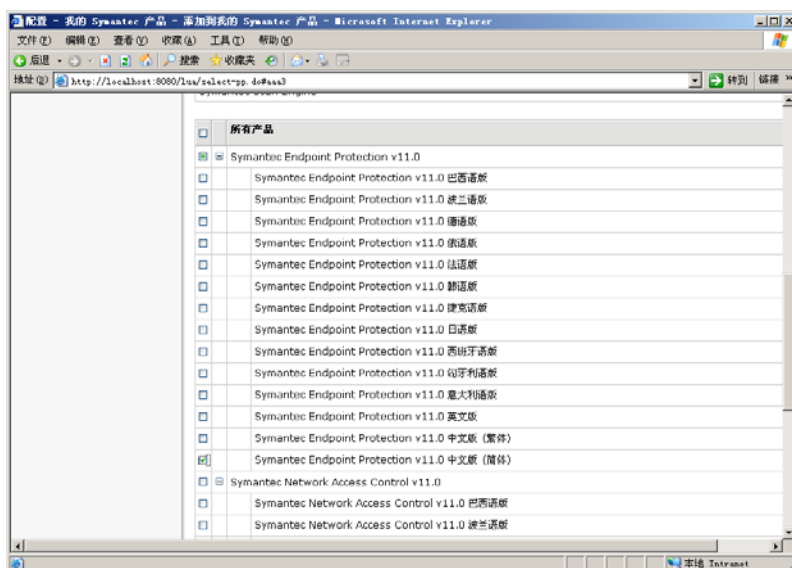 配置 - 我的 Symantec 产品 - 添加到我的 Symantec 产品 - Microsoft Internet Explorer
文件(F) 编辑(E) 查看(V) 收藏(A) 工具(T) 帮助(H)
后退 搜索 收藏夹
地址(D) http://localhost:8080/lua/select-pp.do#aaa3 转到 链接 »
Symantec Scan Engine
所有产品
Symantec Endpoint Protection v11.0
Symantec Endpoint Protection v11.0 巴西语版
Symantec Endpoint Protection v11.0 波兰语版
Symantec Endpoint Protection v11.0 德语版
Symantec Endpoint Protection v11.0 俄语版
Symantec Endpoint Protection v11.0 法语版
Symantec Endpoint Protection v11.0 韩语版
Symantec Endpoint Protection v11.0 捷克语版
Symantec Endpoint Protection v11.0 日语版
Symantec Endpoint Protection v11.0 西班牙语版
Symantec Endpoint Protection v11.0 匈牙利语版
Symantec Endpoint Protection v11.0 意大利语版
Symantec Endpoint Protection v11.0 英文版
Symantec Endpoint Protection v11.0 中文版 (繁体)
Symantec Endpoint Protection v11.0 中文版 (简体)
Symantec Network Access Control v11.0
Symantec Network Access Control v11.0 巴西语版
Symantec Network Access Control v11.0 波兰语版
本地 Intranet